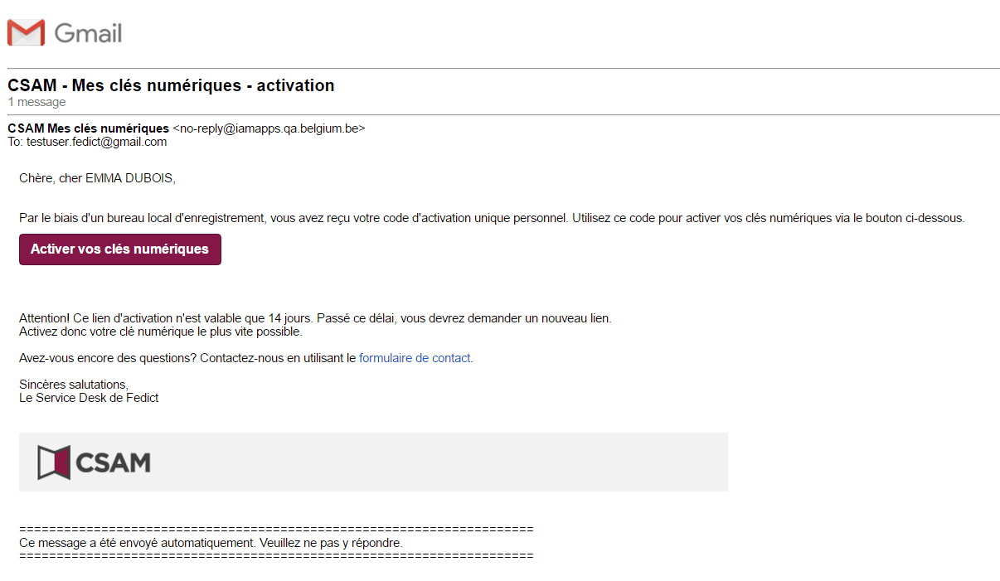 Gmail
CSAM - Mes clés numériques - activation
1 message
CSAM Mes clés numériques <no-reply@iamapps.qa.belgium.be>
To: testuser.fedict@gmail.com
Chère, cher EMMA DUBOIS,
Par le biais d'un bureau local d'enregistrement, vous avez reçu votre code d'activation unique personnel. Utilisez ce code pour activer vos clés numériques via le bouton ci-dessous.
Activer vos clés numériques
Attention! Ce lien d'activation n'est valable que 14 jours. Passé ce délai, vous devrez demander un nouveau lien.
Activez donc votre clé numérique le plus vite possible.
Avez-vous encore des questions? Contactez-nous en utilisant le formulaire de contact.
Sincères salutations,
Le Service Desk de Fedict
CSAM
=====================================================================
Ce message a été envoyé automatiquement. Veuillez ne pas y répondre.
=====================================================================